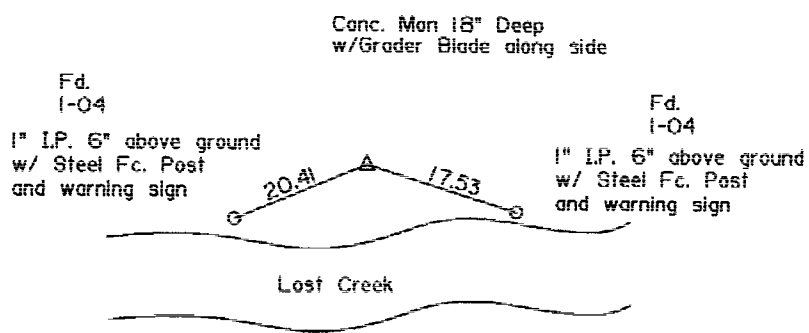 Conc. Mon 18" Deep
w/Grader Blade along side
Fd.
1-04
1" I.P. 6" above ground
w/ Steel Fc. Post
and warning sign
Fd.
1-04
1" I.P. 6" above ground
w/ Steel Fc. Post
and warning sign
20.41
17.53
Lost Creek